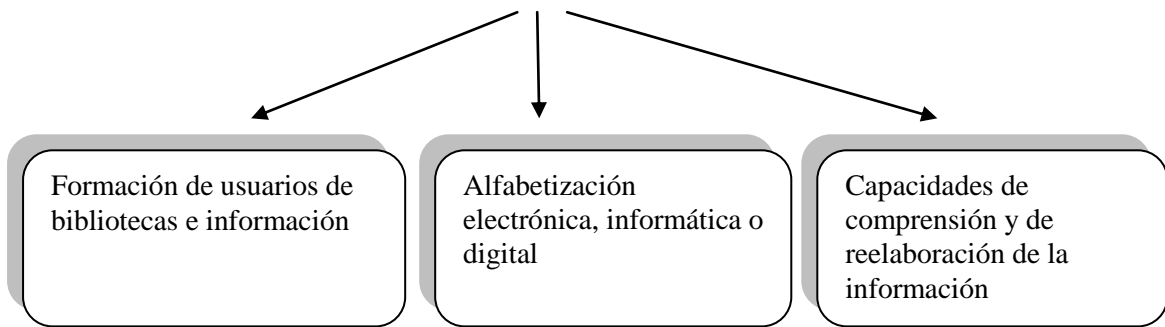 Formación de usuarios de
bibliotecas e información
Alfabetización
electrónica, informática o
digital
Capacidades de
comprensión y de
reelaboración de la
información